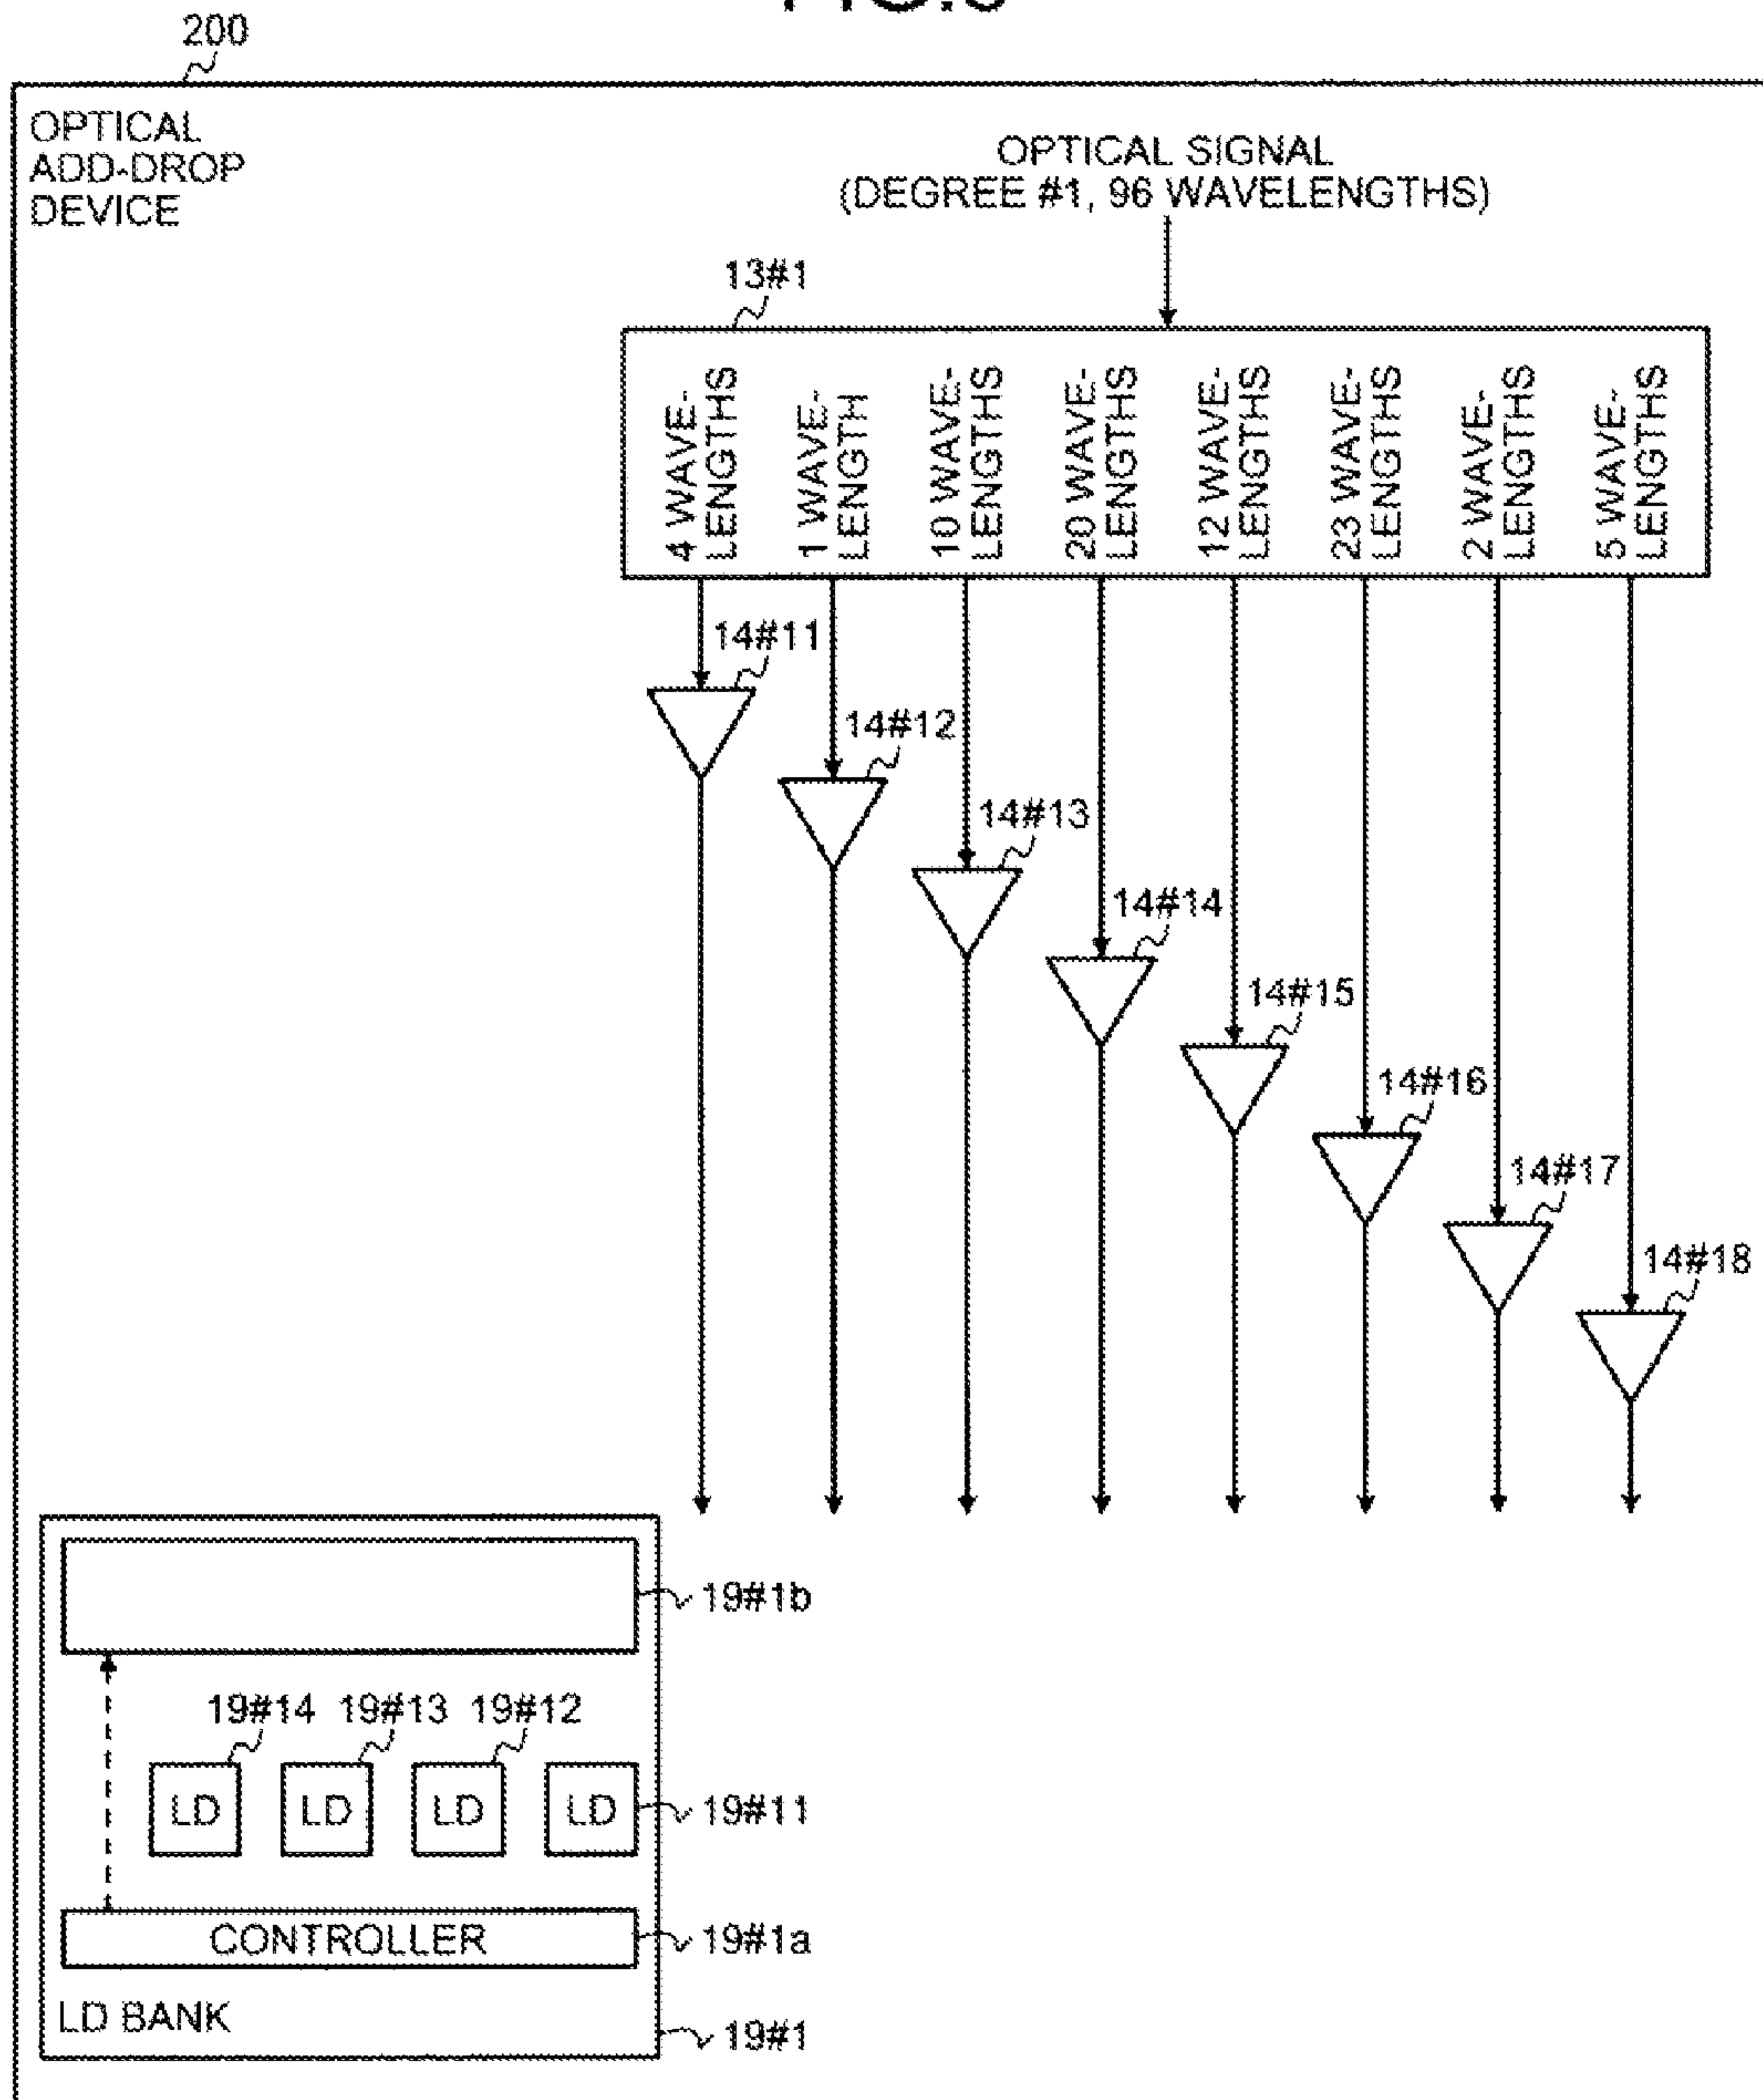 200
OPTICAL
ADD-DROP
DEVICE
OPTICAL SIGNAL
(DEGREE #1, 96 WAVELENGTHS)
13#1
4 WAVE-
LENGTHS
1 WAVE-
LENGTH
10 WAVE-
LENGTHS
20 WAVE-
LENGTHS
12 WAVE-
LENGTHS
23 WAVE-
LENGTHS
2 WAVE-
LENGTHS
5 WAVE-
LENGTHS
14#11
14#12
14#13
14#14
14#15
14#16
14#17
14#18
19#1b
19#14 19#13 19#12
LD LD LD LD
19#11
CONTROLLER
19#1a
LD BANK
19#1